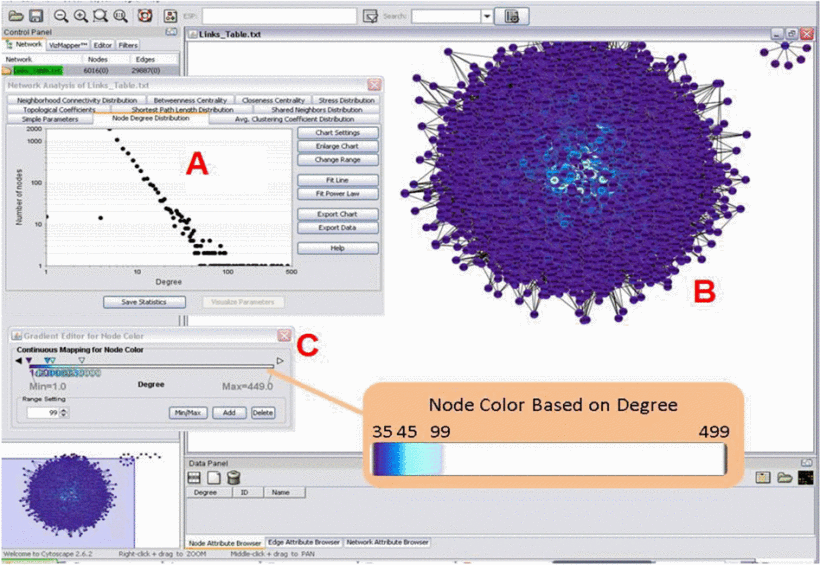 ESP:
Search:
Control Panel
Network VizMapper™ Editor Filters
Network Nodes Edges
Links_Table.txt 6016(0) 29887(0)
Links_Table.txt
Network Analysis of Links_Table.txt
Neighborhood Connectivity Distribution Betweenness Centrality Closeness Centrality Stress Distribution
Topological Coefficients Shortest Path Length Distribution Shared Neighbors Distribution
Simple Parameters Node Degree Distribution Avg. Clustering Coefficient Distribution
Chart Settings
Enlarge Chart
Change Range
Fit Line
Fit Power Law
Export Chart
Export Data
Help
A
Number of nodes
2000
1000
100
10
1
1 10 100 500
Degree
Save Statistics Visualize Parameters
B
Gradient Editor for Node Color
C
Continuous Mapping for Node Color
Min=1.0 Degree Max=449.0
Range Setting
99 Min/Max Add Delete
Node Color Based on Degree
35 45 99 499
Data Panel
Degree ID Name
Node Attribute Browser Edge Attribute Browser Network Attribute Browser
Welcome to Cytoscape 2.6.2 Right-click + drag to ZOOM Middle-click + drag to PAN